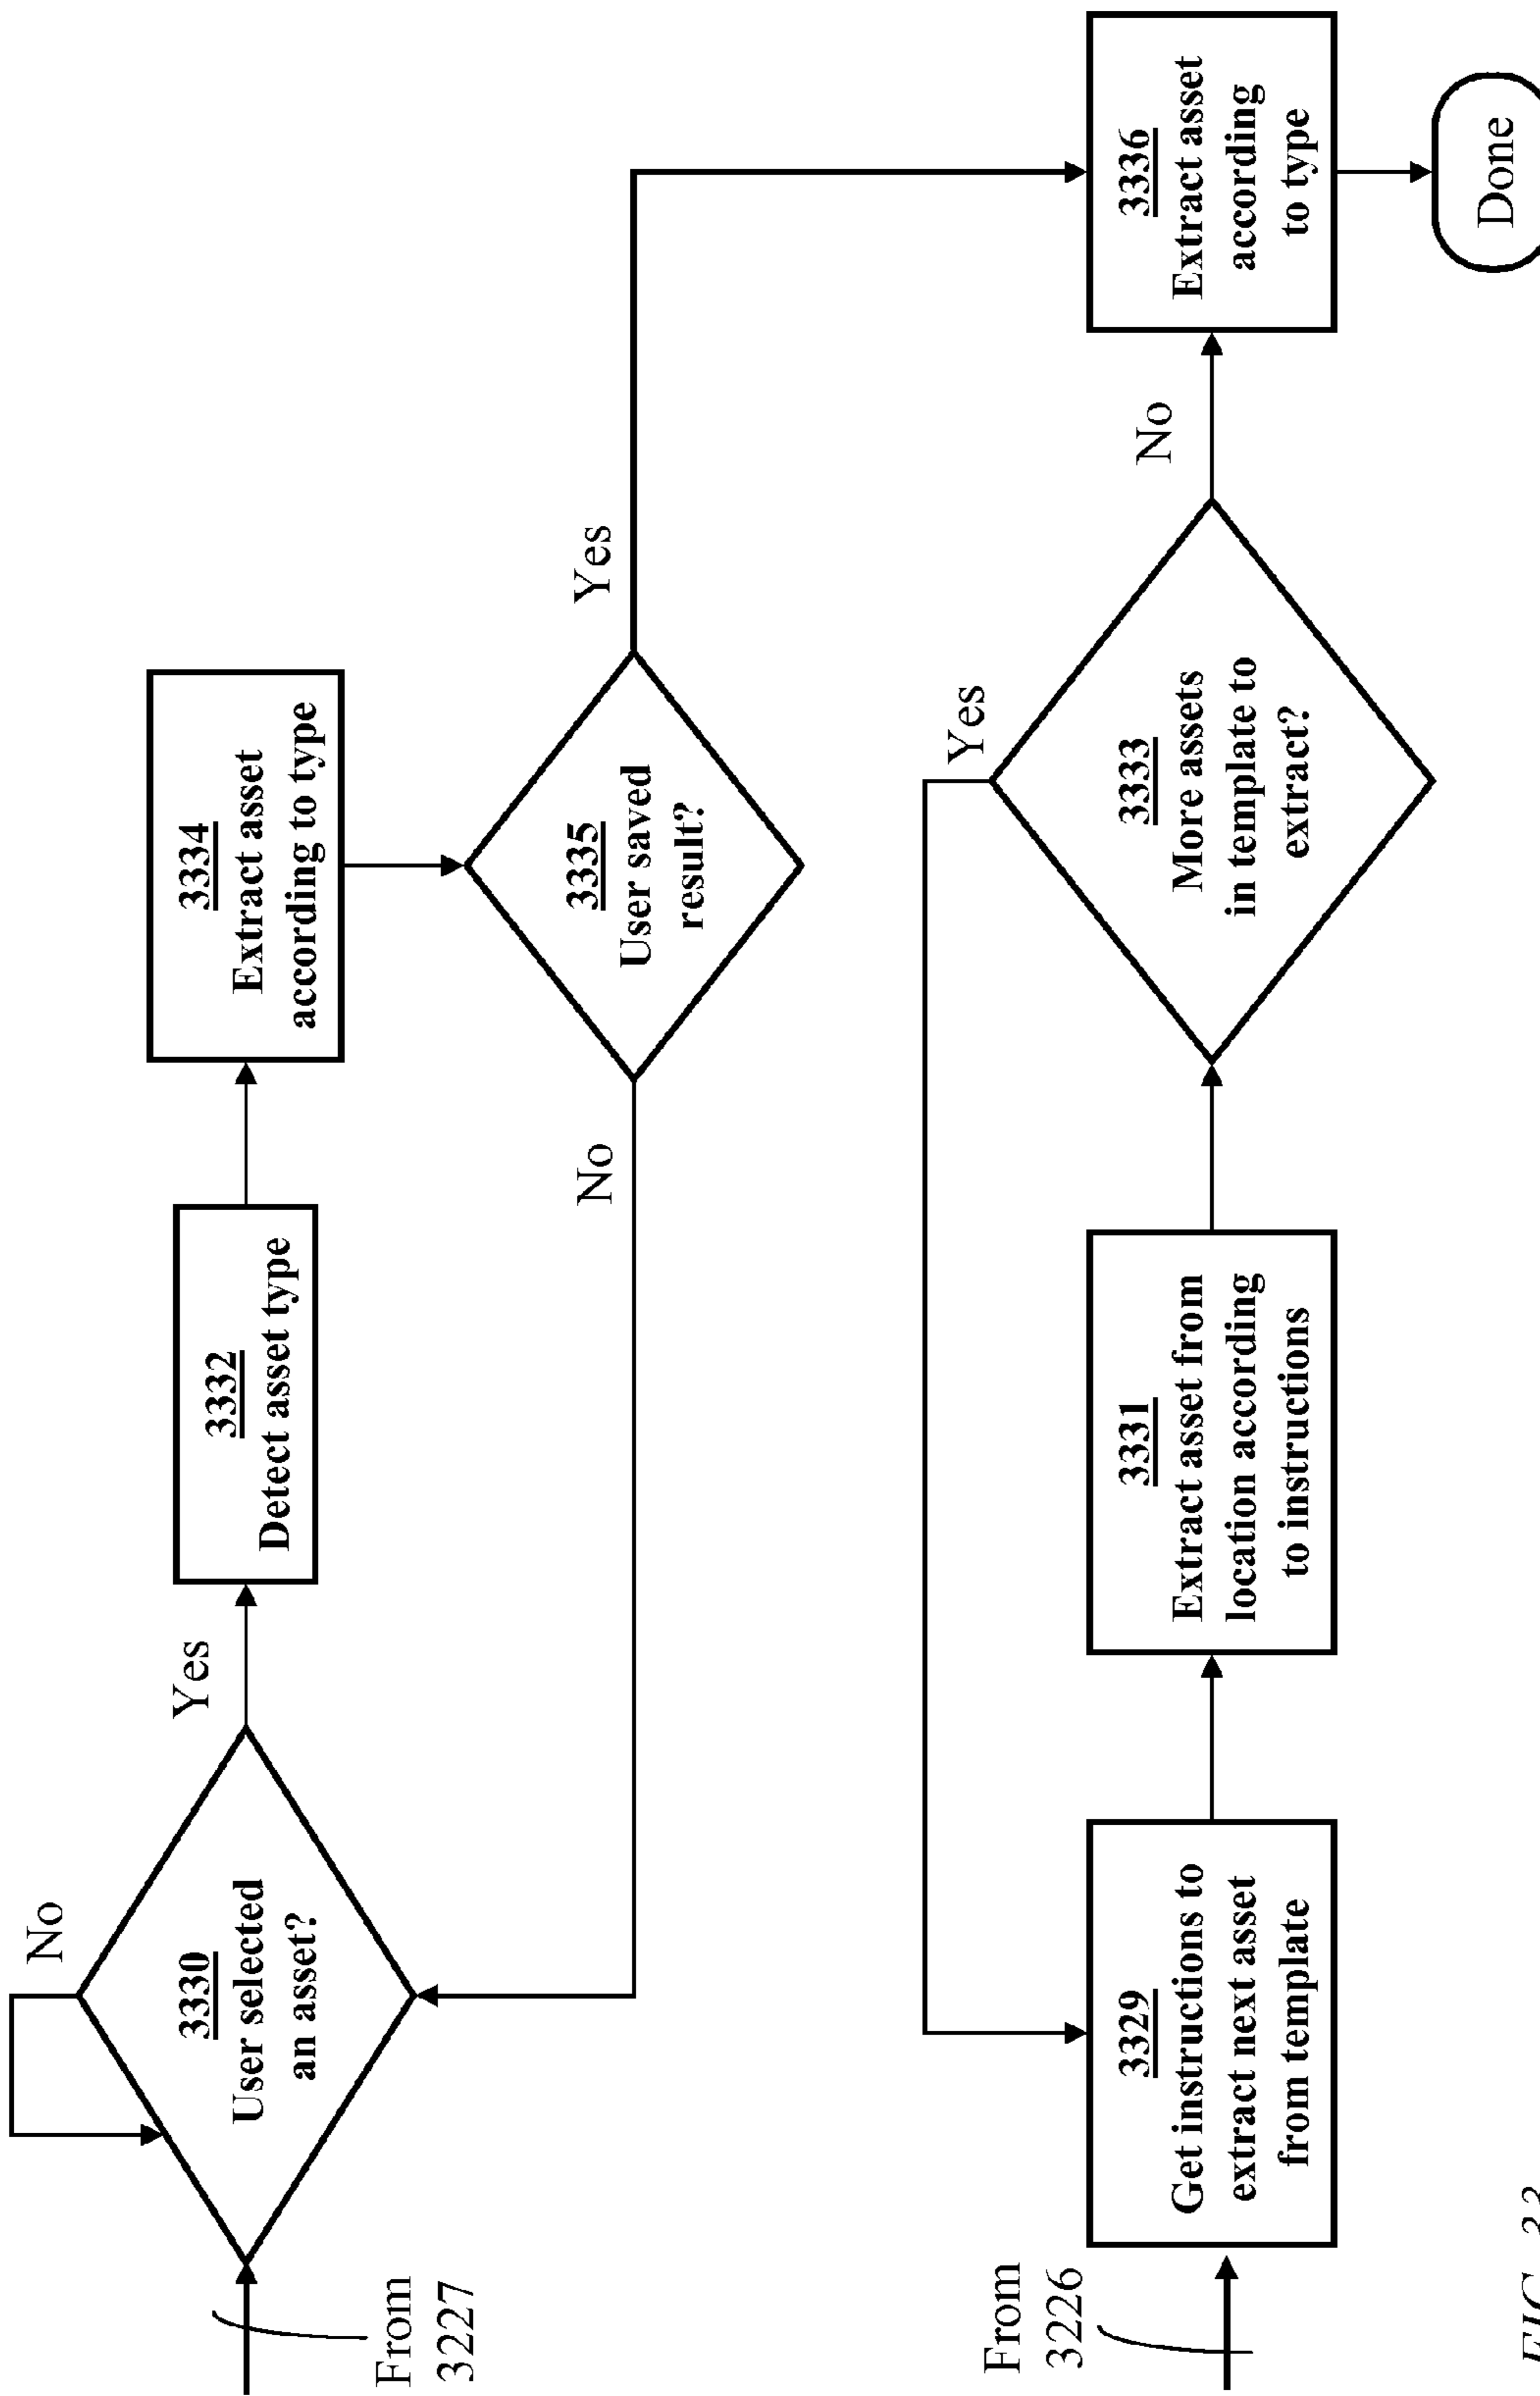 No
3330
User selected
an asset?
Yes
3332
Detect asset type
3334
Extract asset
according to type
From
3227
No
3335
User saved
result?
Yes
From
3226
3329
Get instructions to
extract next asset
from template
3331
Extract asset from
location according
to instructions
Yes
3333
More assets
in template to
extract?
No
3336
Extract asset
according
to type
Done
FIG. 33